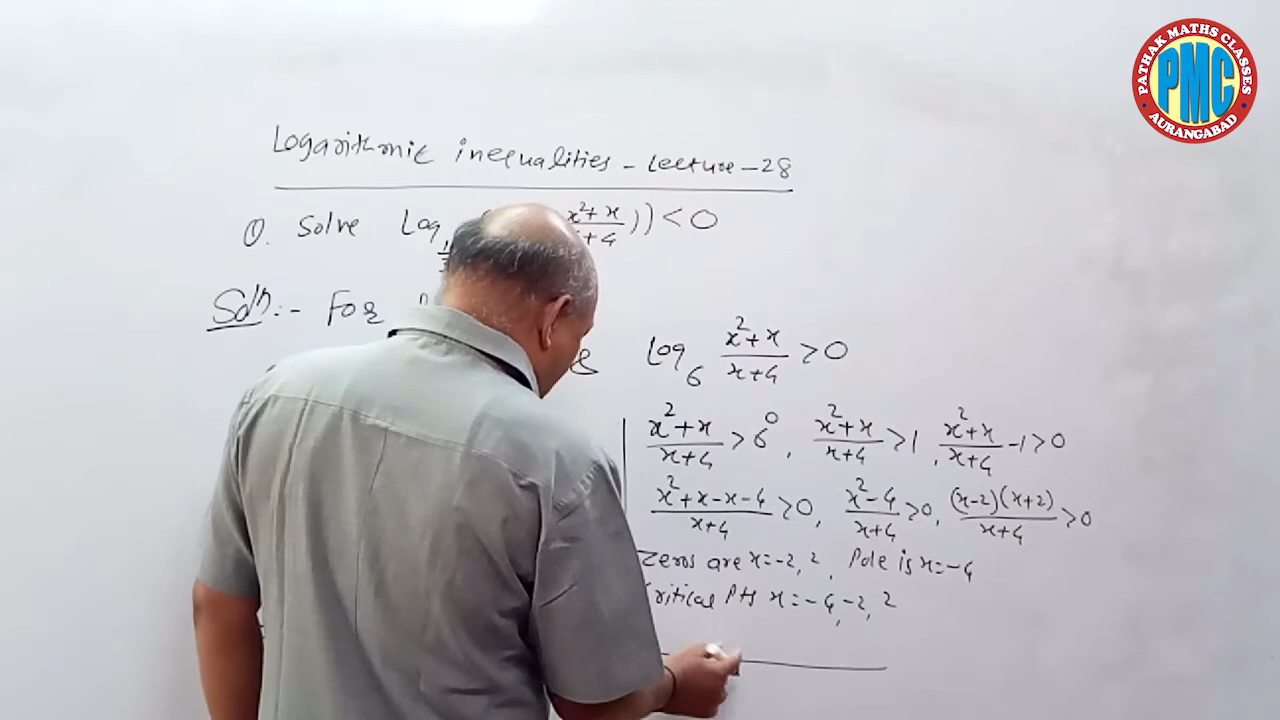 PATHAK MATHS CLASSES
PMC
AURANGABAD
Logarithmic inequalities - Lecture - 28
Q. Solve Log (x²+x / x+4)) < 0
Solⁿ:- For
Log₆ x²+x / x+4 > 0
x²+x / x+4 > 6⁰, x²+x / x+4 > 1, x²+x / x+4 - 1 > 0
x²+x-x-4 / x+4 > 0, x²-4 / x+4 > 0, (x-2)(x+2) / x+4 > 0
Zeros are x=-2, 2, Pole is x=-4
Critical Pts x = -4, -2, 2